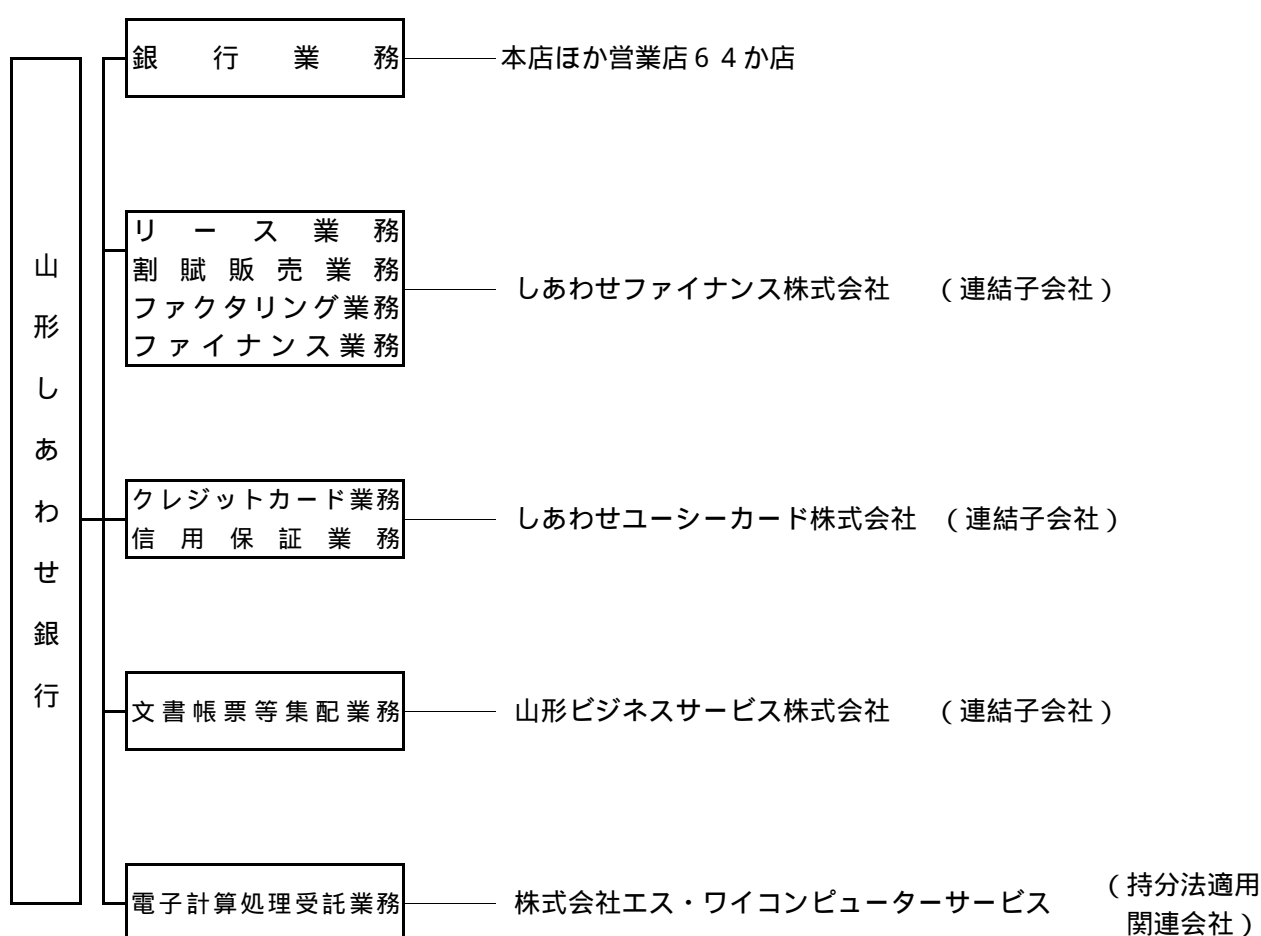 山形しあわせ銀行
銀行業務
本店ほか営業店６４か店
リース業務
割賦販売業務
ファクタリング業務
ファイナンス業務
しあわせファイナンス株式会社 （連結子会社）
クレジットカード業務
信用保証業務
しあわせユーシーカード株式会社 （連結子会社）
文書帳票等集配業務
山形ビジネスサービス株式会社 （連結子会社）
電子計算処理受託業務
株式会社エス・ワイコンピューターサービス
（持分法適用
関連会社）